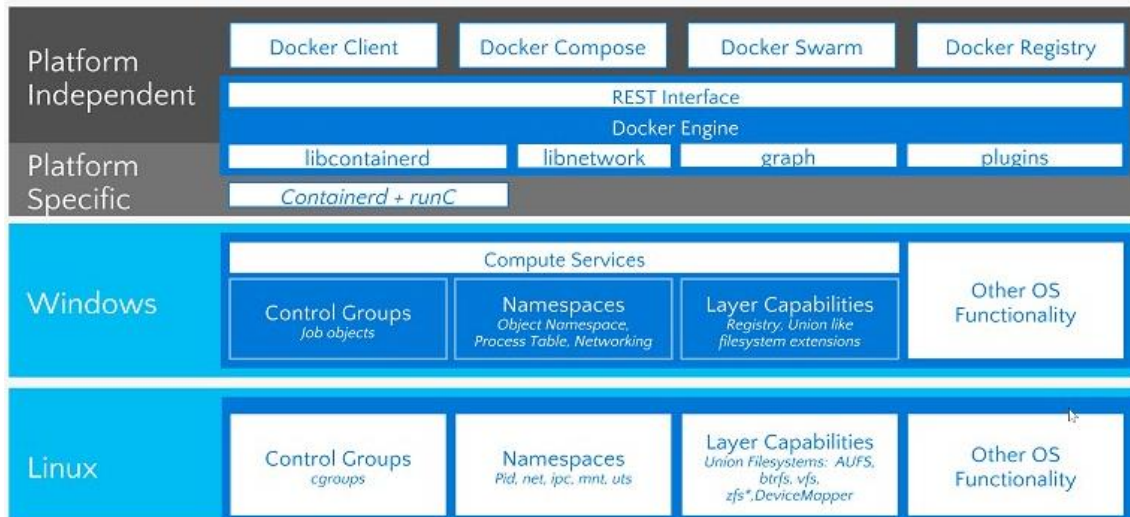 Platform
Independent
Docker Client
Docker Compose
Docker Swarm
Docker Registry
REST Interface
Docker Engine
Platform
Specific
libcontainerd
libnetwork
graph
plugins
Containerd + runC
Windows
Compute Services
Control Groups
Job objects
Namespaces
Object Namespace,
Process Table, Networking
Layer Capabilities
Registry, Union like
filesystem extensions
Other OS
Functionality
Linux
Control Groups
cgroups
Namespaces
Pid, net, ipc, mnt, uts
Layer Capabilities
Union Filesystems: AUFS,
btrfs, vfs,
zfs*,DeviceMapper
Other OS
Functionality